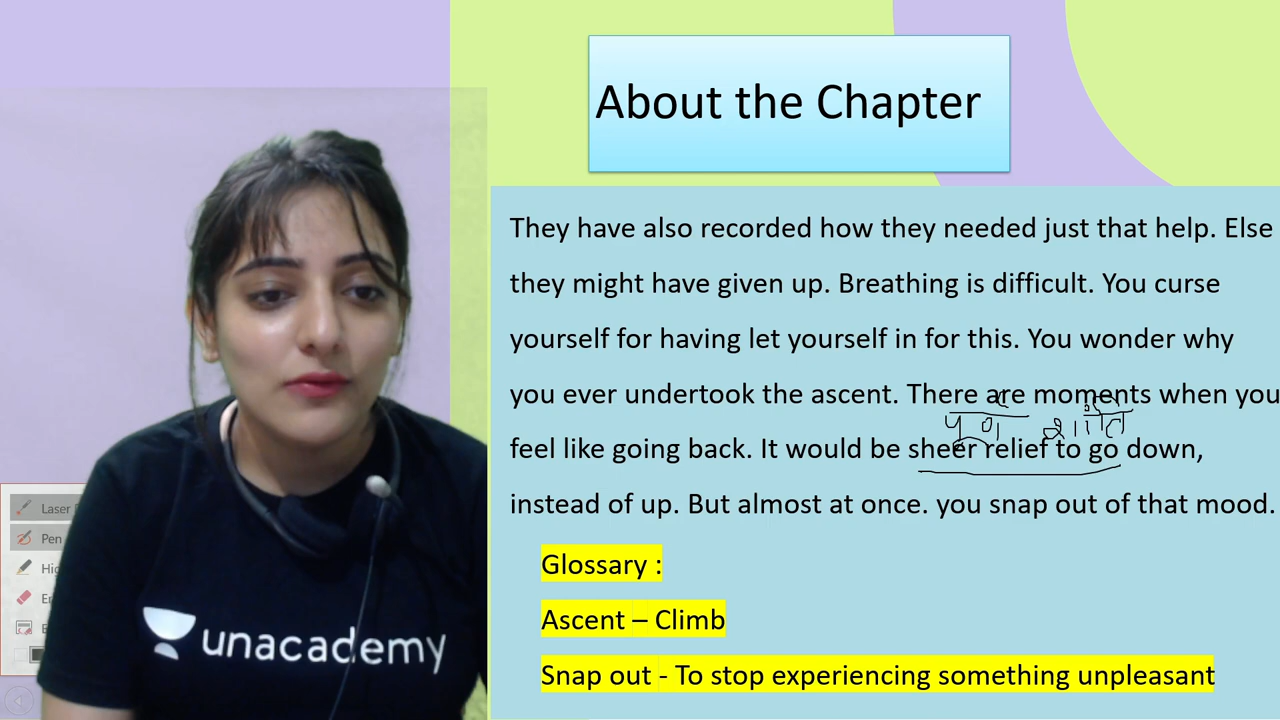 About the Chapter
They have also recorded how they needed just that help. Else
they might have given up. Breathing is difficult. You curse
yourself for having let yourself in for this. You wonder why
you ever undertook the ascent. There are moments when you
feel like going back. It would be sheer relief to go down,
instead of up. But almost at once. you snap out of that mood.
Glossary :
Ascent – Climb
Snap out - To stop experiencing something unpleasant
Laser
Pen
unacademy